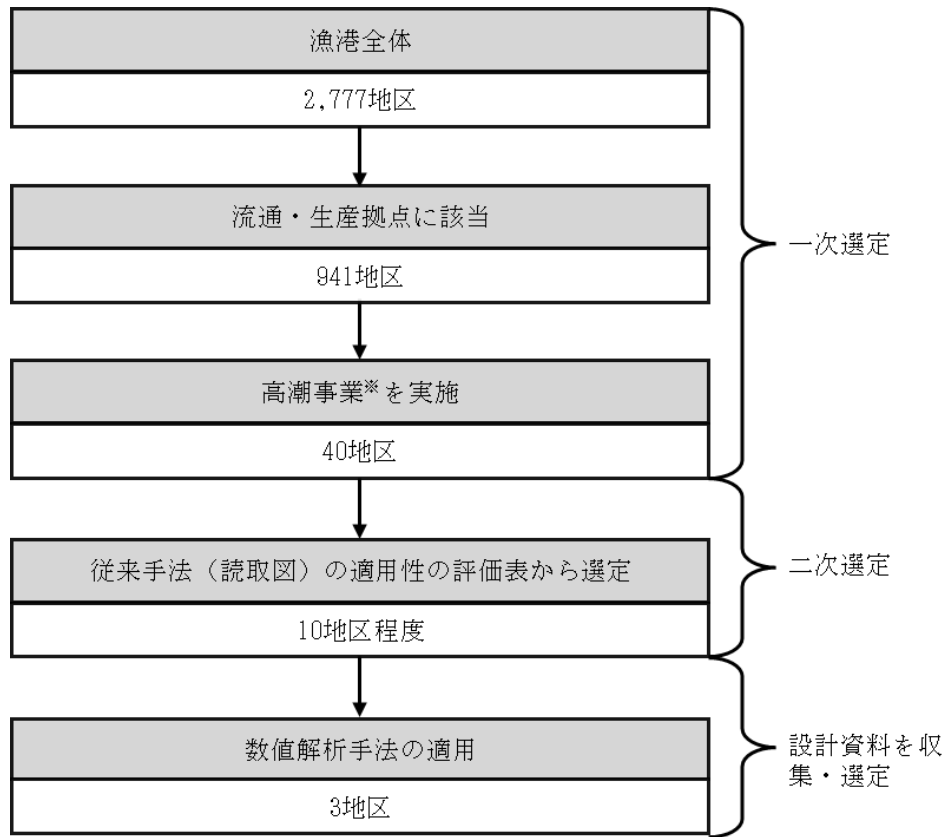 漁港全体
2,777地区
流通・生産拠点に該当
941地区
一次選定
高潮事業※を実施
40地区
従来手法（読取図）の適用性の評価表から選定
10地区程度
二次選定
数値解析手法の適用
3地区
設計資料を収
集・選定